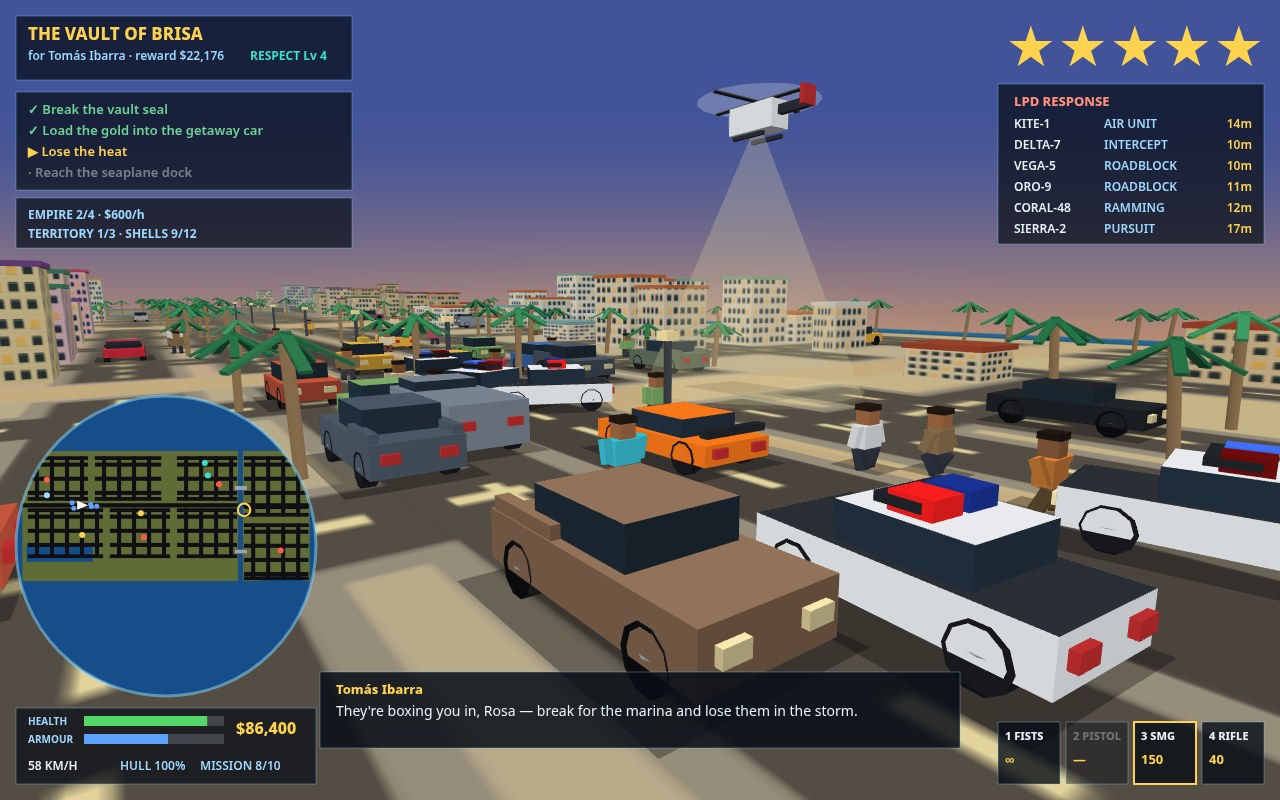 THE VAULT OF BRISA
for Tomás Ibarra · reward $22,176 RESPECT Lv 4
✓ Break the vault seal
✓ Load the gold into the getaway car
▶ Lose the heat
· Reach the seaplane dock
EMPIRE 2/4 · $600/h
TERRITORY 1/3 · SHELLS 9/12
LPD RESPONSE
KITE-1 AIR UNIT 14m
DELTA-7 INTERCEPT 10m
VEGA-5 ROADBLOCK 10m
ORO-9 ROADBLOCK 11m
CORAL-48 RAMMING 12m
SIERRA-2 PURSUIT 17m
Tomás Ibarra
They're boxing you in, Rosa — break for the marina and lose them in the storm.
HEALTH $86,400
ARMOUR
58 KM/H HULL 100% MISSION 8/10
1 FISTS 2 PISTOL 3 SMG 4 RIFLE
∞ — 150 40